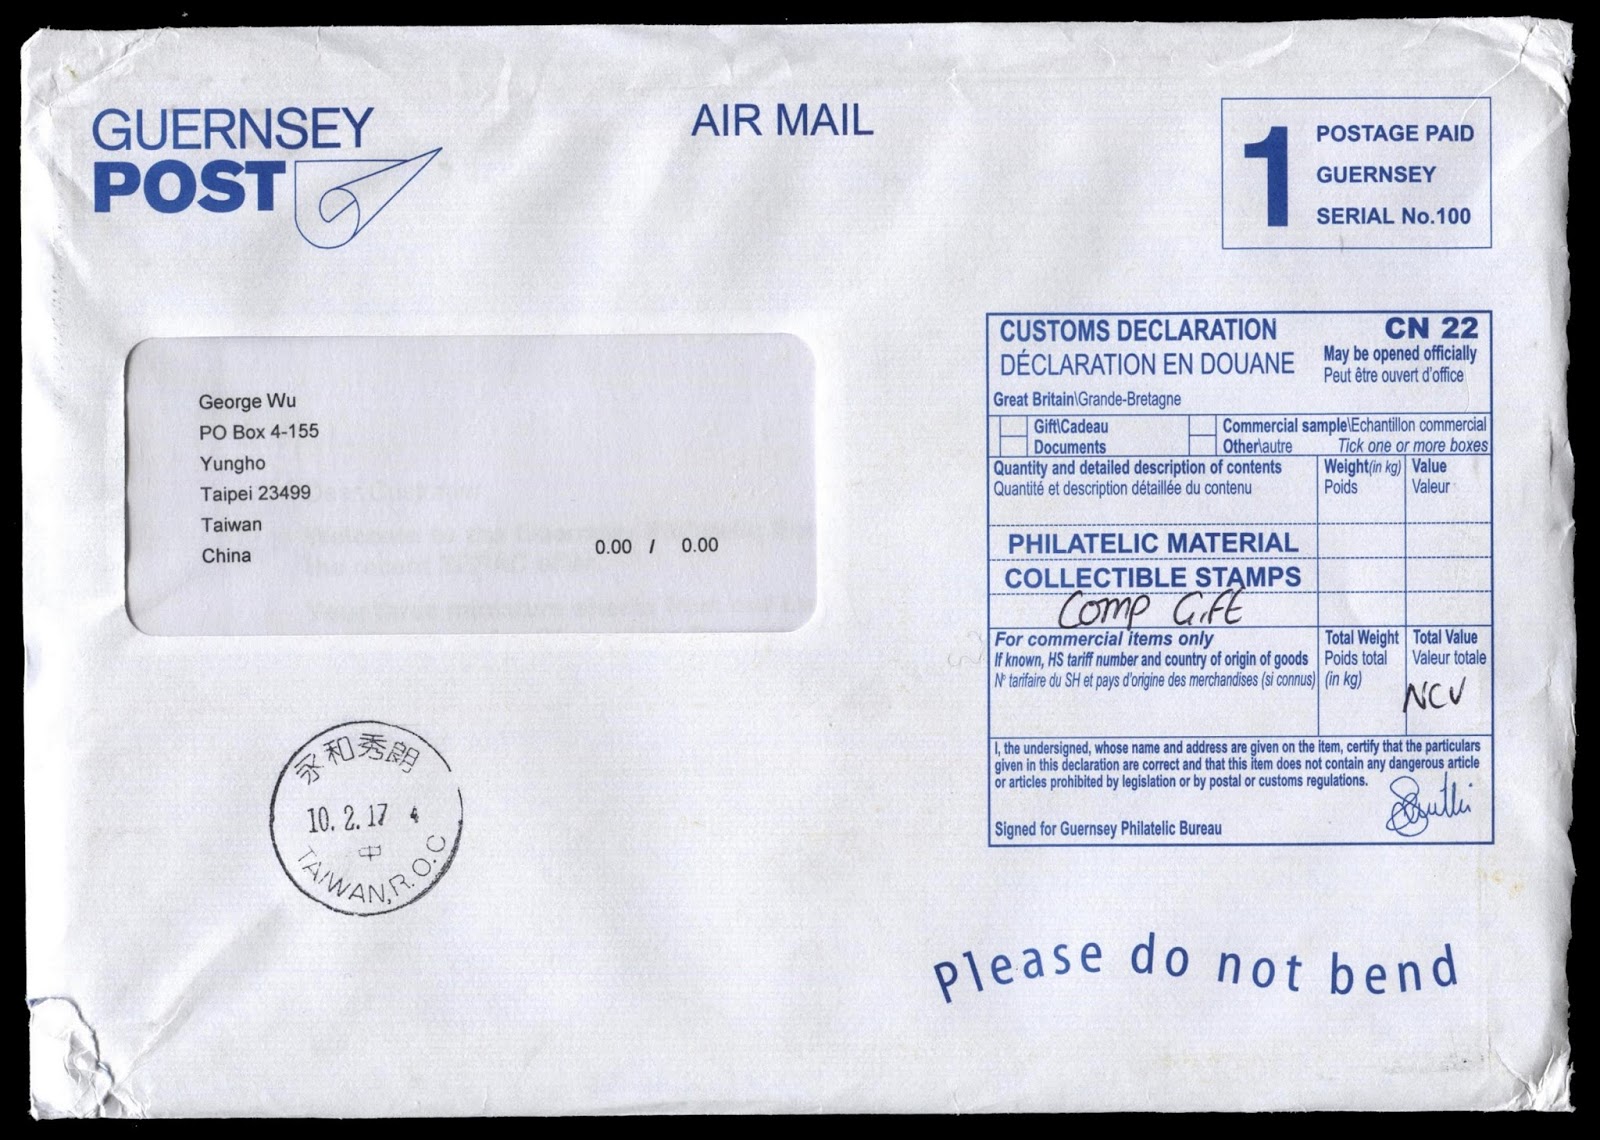 GUERNSEY
POST
AIR MAIL
1
POSTAGE PAID
GUERNSEY
SERIAL No.100
George Wu
PO Box 4-155
Yungho
Taipei 23499
Taiwan
China
0.00 / 0.00
Dear Customer
CUSTOMS DECLARATION
DÉCLARATION EN DOUANE
CN 22
May be opened officially
Peut être ouvert d'office
Great Britain\Grande-Bretagne
Gift\Cadeau
Documents
Commercial sample\Echantillon commercial
Other\autre Tick one or more boxes
Quantity and detailed description of contents
Quantité et description détaillée du contenu
Weight(in kg)
Poids
Value
Valeur
PHILATELIC MATERIAL
COLLECTIBLE STAMPS
Comp Gift
For commercial items only
If known, HS tariff number and country of origin of goods
N° tarifaire du SH et pays d'origine des merchandises (si connus)
Total Weight
Poids total
(in kg)
Total Value
Valeur totale
NCV
I, the undersigned, whose name and address are given on the item, certify that the particulars
given in this declaration are correct and that this item does not contain any dangerous article
or articles prohibited by legislation or by postal or customs regulations.
Signed for Guernsey Philatelic Bureau
永和秀朗
10.2.17
中
TAIWAN,R.O.C
Please do not bend